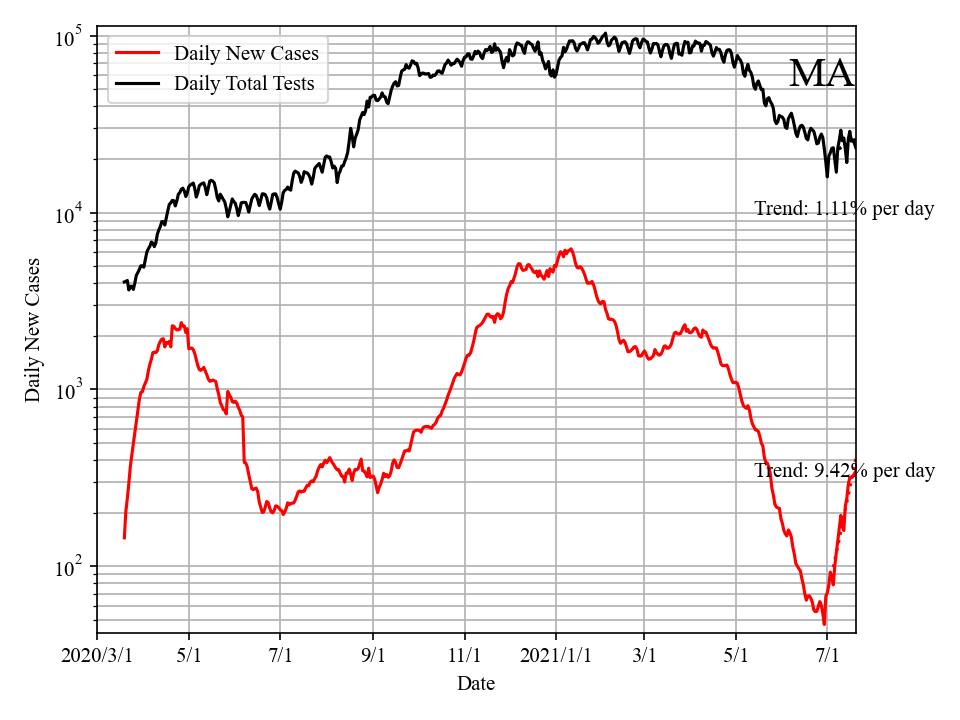 Daily New Cases
Daily Total Tests
MA
Trend: 1.11% per day
Trend: 9.42% per day
Daily New Cases
10^5
10^4
10^3
10^2
2020/3/1 5/1 7/1 9/1 11/1 2021/1/1 3/1 5/1 7/1
Date